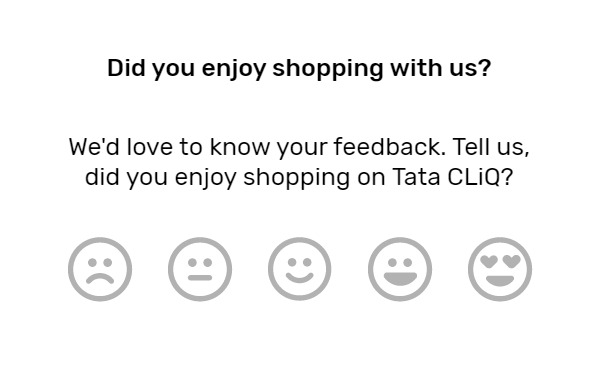 Did you enjoy shopping with us?
We'd love to know your feedback. Tell us,
did you enjoy shopping on Tata CLiQ?